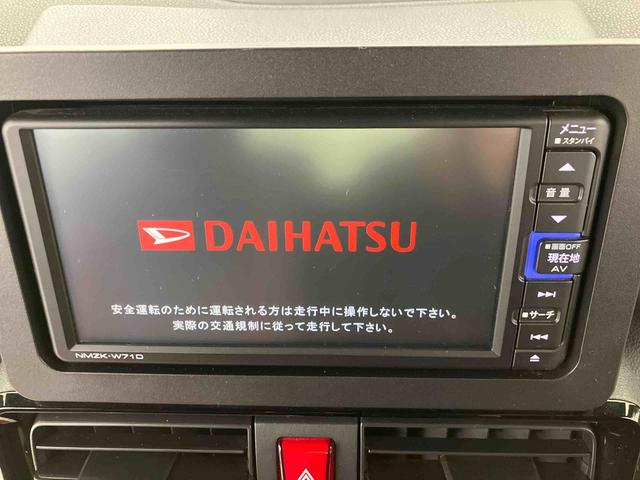 DAIHATSU
安全運転のために運転される方は走行中に操作しないで下さい。
実際の交通規制に従って走行して下さい。
NMZK-W71D
メニュー
■スタンバイ
音量
■画面OFF
現在地
AV
■サーチ